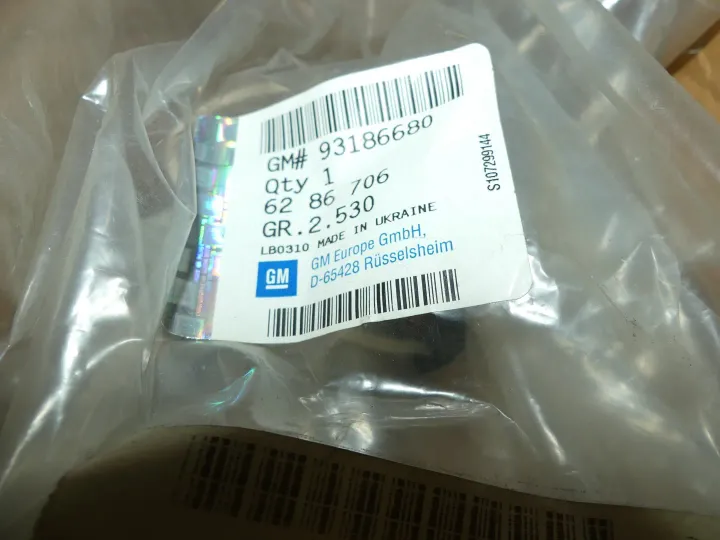 GM# 93186680
Qty 1
62 86 706
GR.2.530
LB0310 MADE IN UKRAINE
GM
GM Europe GmbH,
D-65428 Rüsselsheim
S107299144